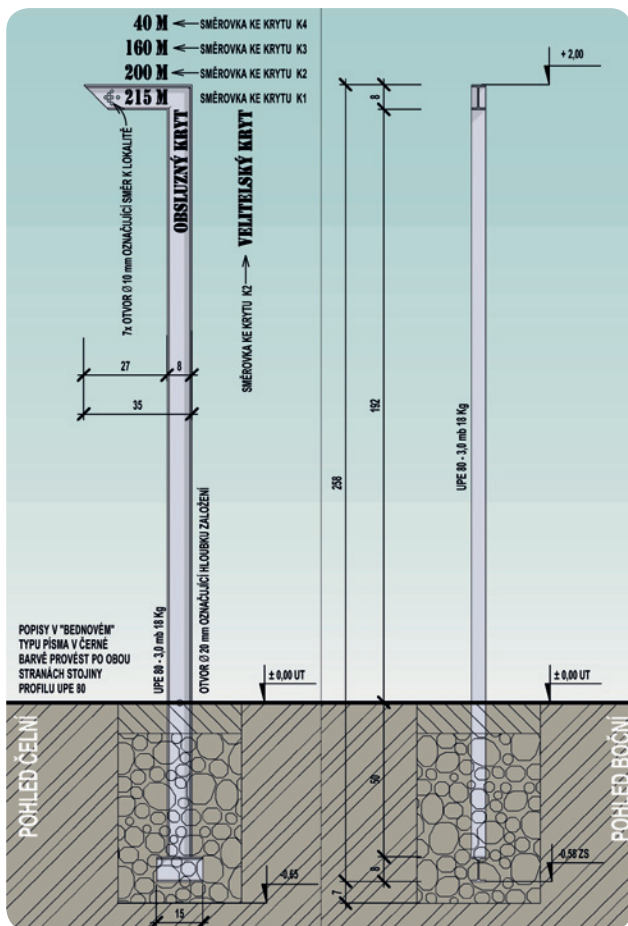 40 M
SMĚROVKA KE KRYTU K4
160 M
SMĚROVKA KE KRYTU K3
200 M
SMĚROVKA KE KRYTU K2
215 M
SMĚROVKA KE KRYTU K1
7x OTVOR Ø 10 mm OZNAČUJÍCÍ SMĚR K LOKALITĚ
OBSLUZNÝ KRYT
SMĚROVKA KE KRYTU K2
VELITELSKÝ KRYT
27
8
35
UPE 80 - 3,0 mb 18 Kg
OTVOR Ø 20 mm OZNAČUJÍCÍ HLOUBKU ZALOŽENÍ
POPISY V "BEDNOVÉM"
TYPU PÍSMA V ČERNÉ
BARVĚ PROVÉST PO OBOU
STRANÁCH STOJINY
PROFILU UPE 80
± 0,00 UT
POHLED ČELNÍ
-0,65
15
+ 2,00
8
192
258
UPE 80 - 3,0 mb 18 Kg
± 0,00 UT
50
-0,58 ZS
8
7
POHLED BOČNÍ